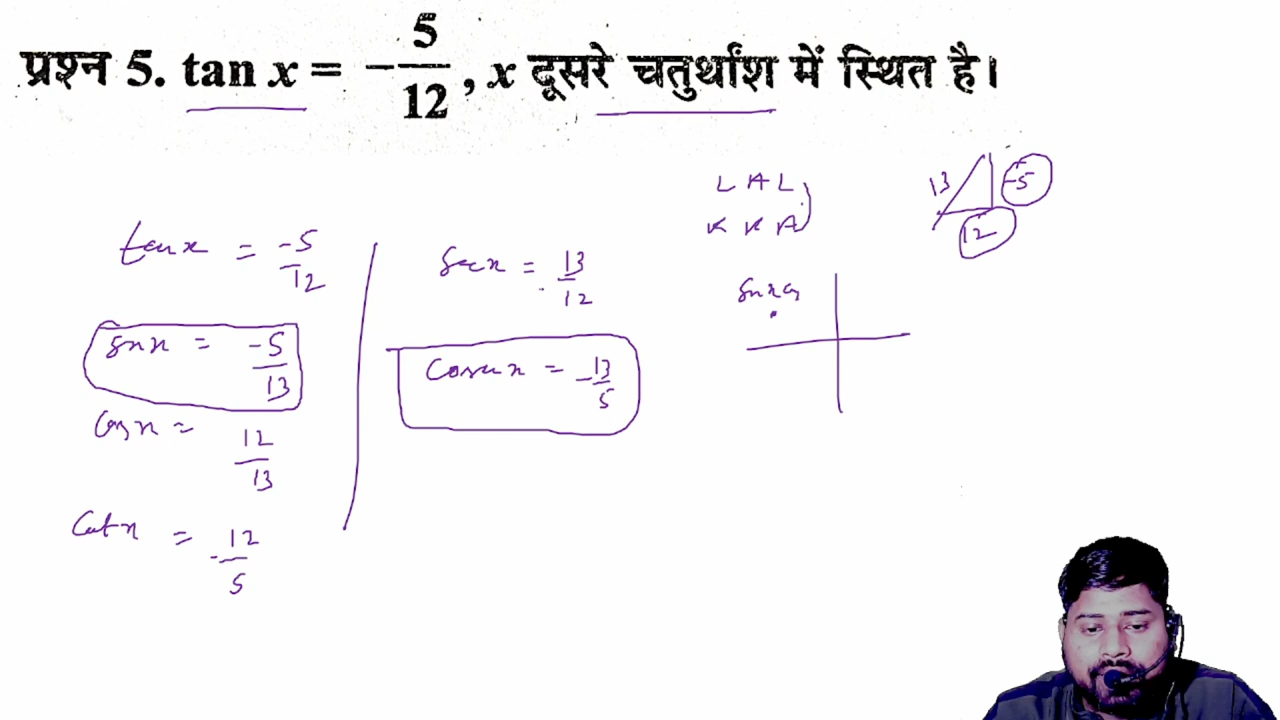 प्रश्न 5. tan x = -5/12, x दूसरे चतुर्थांश में स्थित है।
tan x = -5/12
sin x = -5/13
cos x = 12/13
cot x = -12/5
sec x = 13/12
cosec x = -13/5
L A L
K K A
13
-5
12